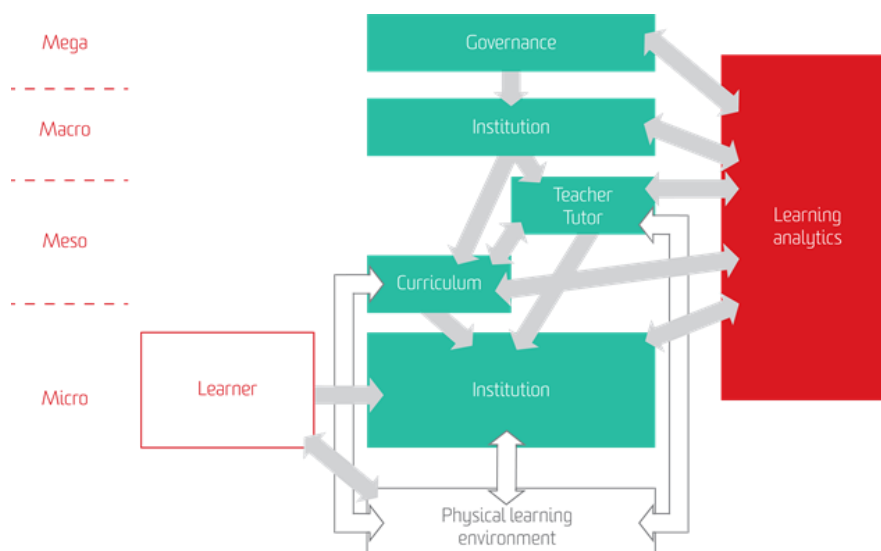 Mega
Governance
Macro
Institution
Teacher
Tutor
Learning
analytics
Meso
Curriculum
Learner
Institution
Micro
Physical learning
environment